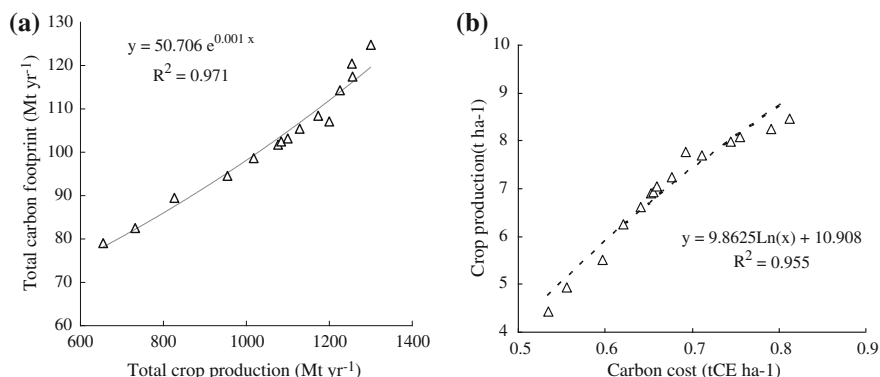 (a)
130
120
110
100
90
80
70
60
Total carbon footprint (Mt yr⁻¹)
y = 50.706 e^0.001 x
R² = 0.971
400 600 800 1000 1200 1400
Total crop production (Mt yr⁻¹)
(b)
10
9
8
7
6
5
4
Crop production(t ha-1)
y = 9.8625Ln(x) + 10.908
R² = 0.955
0.5 0.6 0.7 0.8 0.9
Carbon cost (tCE ha-1)